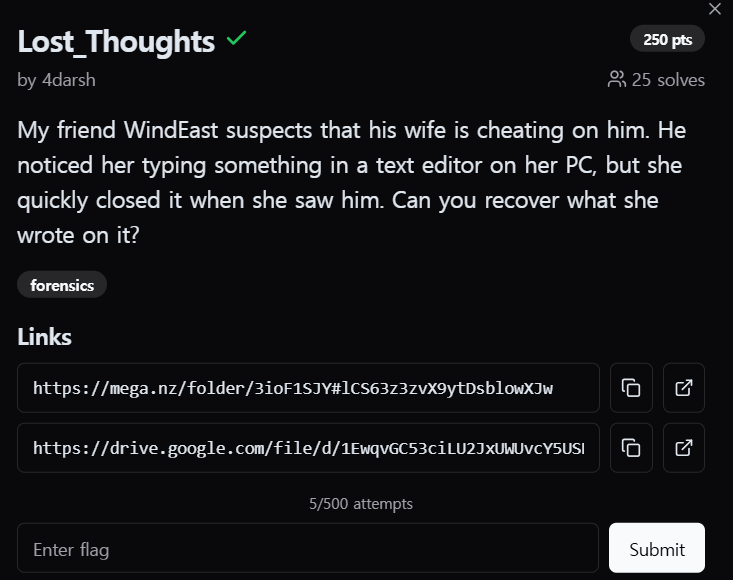 Lost_Thoughts
250 pts
by 4darsh
25 solves
My friend WindEast suspects that his wife is cheating on him. He
noticed her typing something in a text editor on her PC, but she
quickly closed it when she saw him. Can you recover what she
wrote on it?
forensics
Links
https://mega.nz/folder/3ioF1SJY#lCS63z3zvX9ytDsblowXJw
https://drive.google.com/file/d/1EwqvGC53ciLU2JxUWUvcY5USI
5/500 attempts
Enter flag
Submit